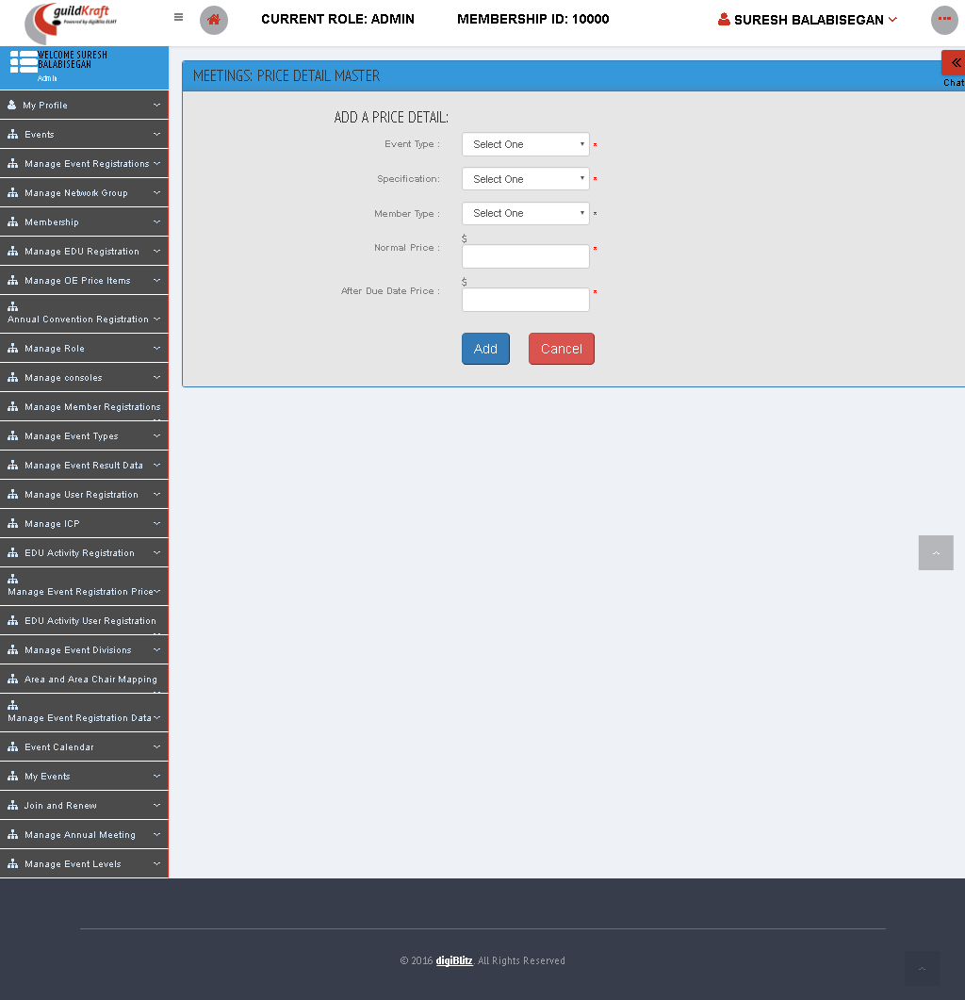 guildKraft
Powered by digiBlitz ELMT
CURRENT ROLE: ADMIN
MEMBERSHIP ID: 10000
SURESH BALABISEGAN
WELCOME SURESH
BALABISEGAN
Admin
My Profile
Events
Manage Event Registrations
Manage Network Group
Membership
Manage EDU Registration
Manage OE Price Items
Annual Convention Registration
Manage Role
Manage consoles
Manage Member Registrations
Manage Event Types
Manage Event Result Data
Manage User Registration
Manage ICP
EDU Activity Registration
Manage Event Registration Price
EDU Activity User Registration
Manage Event Divisions
Area and Area Chair Mapping
Manage Event Registration Data
Event Calendar
My Events
Join and Renew
Manage Annual Meeting
Manage Event Levels
MEETINGS: PRICE DETAIL MASTER
Chat
ADD A PRICE DETAIL:
Event Type : Select One *
Specification: Select One *
Member Type : Select One *
$
Normal Price : *
$
After Due Date Price : *
Add Cancel
© 2016 digiBlitz. All Rights Reserved